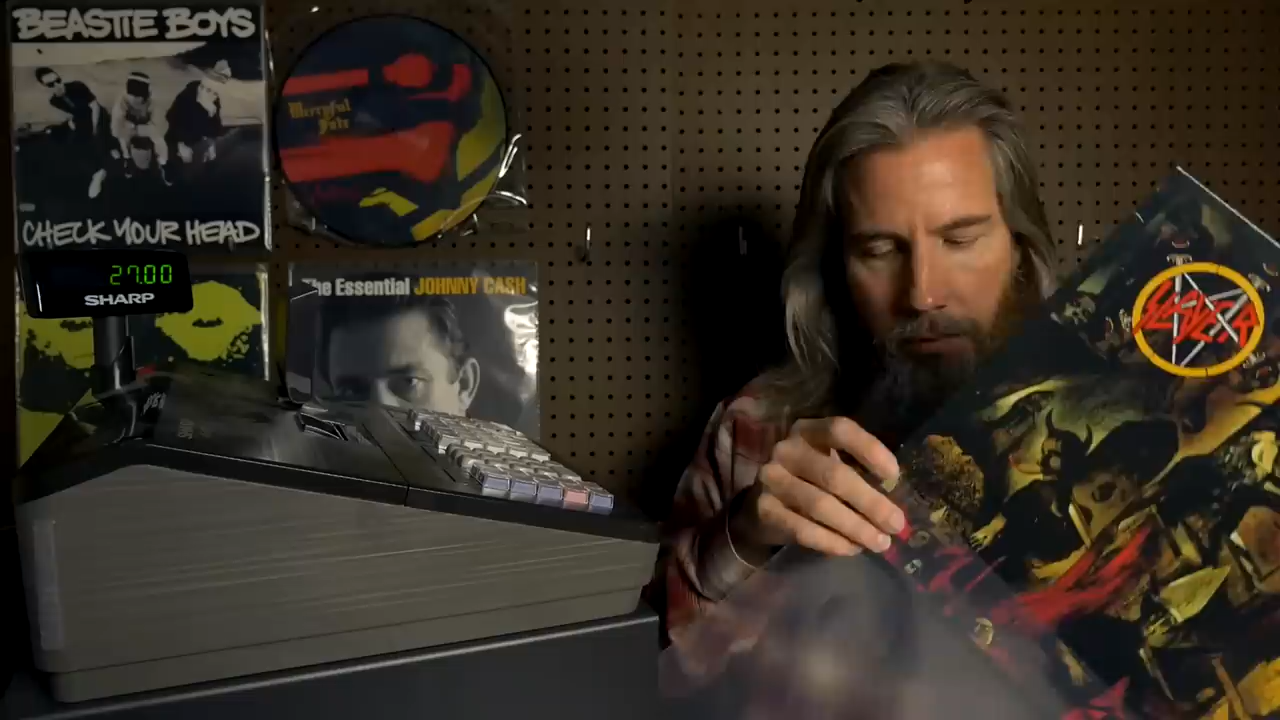 BEASTIE BOYS
CHECK YOUR HEAD
Mercyful
Fate
27.00
SHARP
The Essential JOHNNY CASH
SLAYER